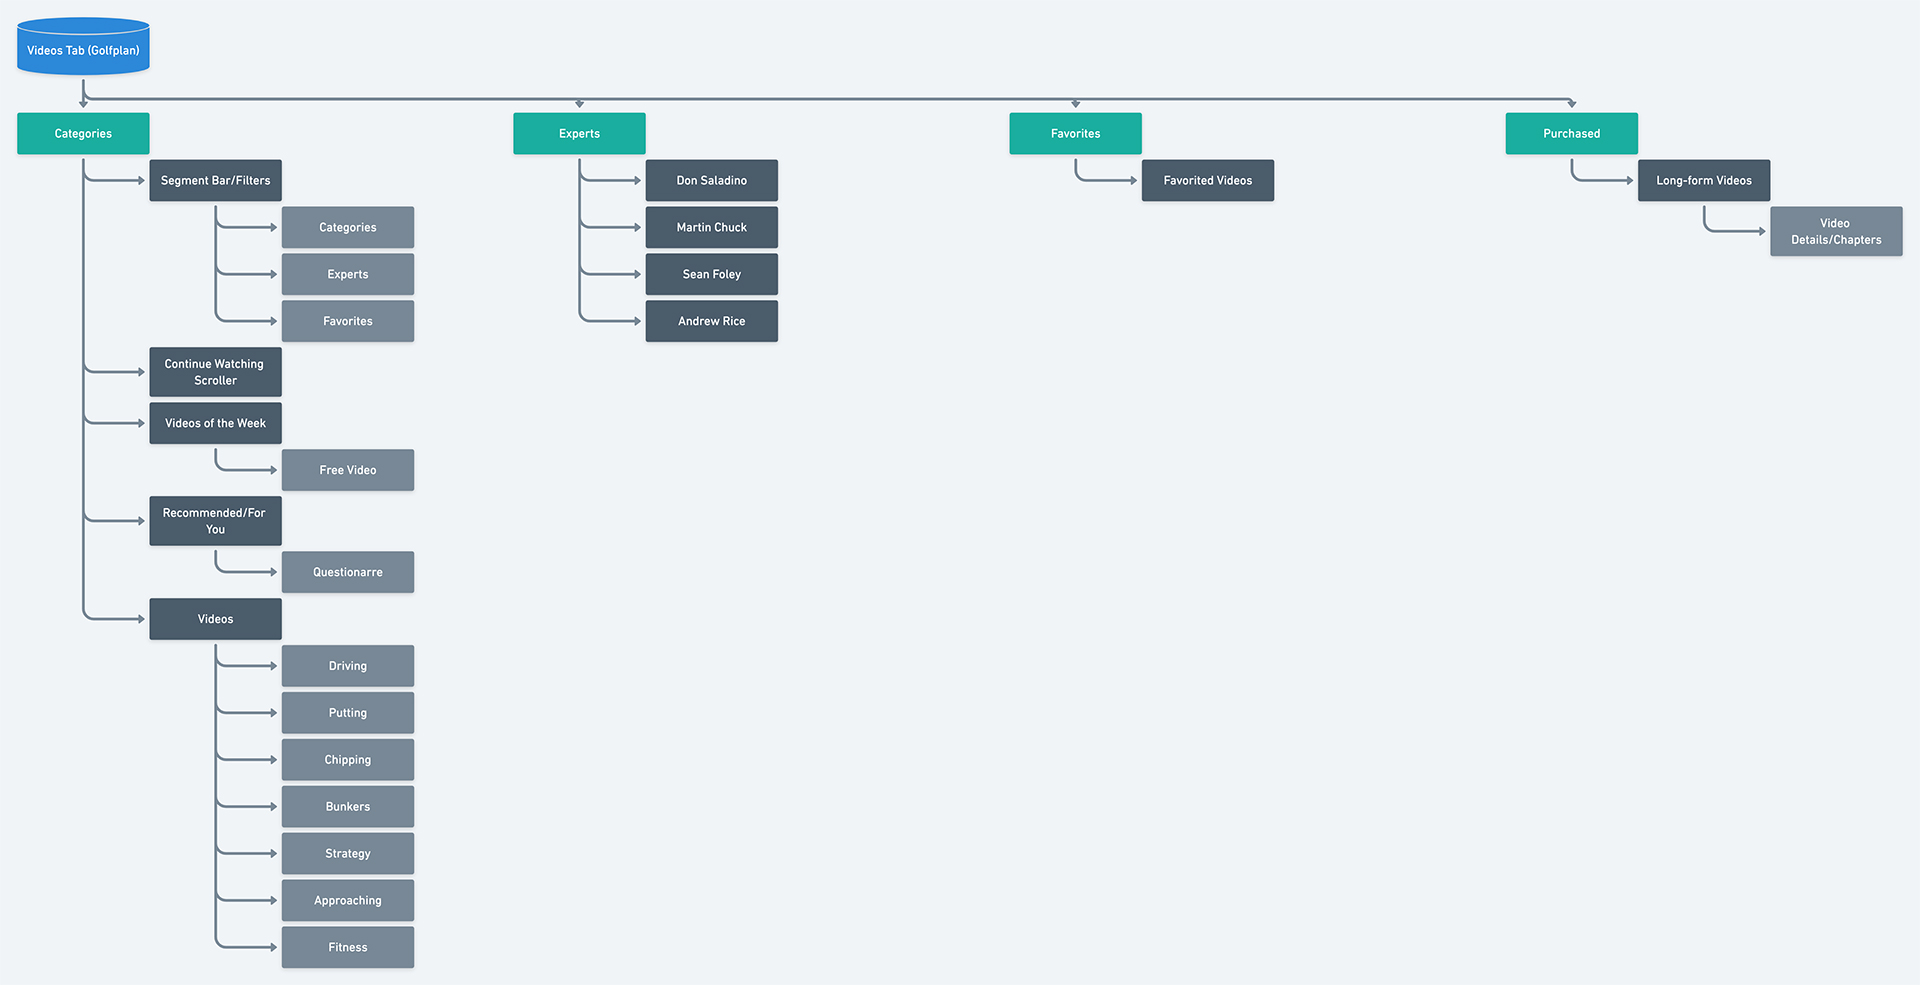 Videos Tab (Golfplan)
Categories
Experts
Favorites
Purchased
Segment Bar/Filters
Categories
Experts
Favorites
Continue Watching
Scroller
Videos of the Week
Free Video
Recommended/For
You
Questionarre
Videos
Driving
Putting
Chipping
Bunkers
Strategy
Approaching
Fitness
Don Saladino
Martin Chuck
Sean Foley
Andrew Rice
Favorited Videos
Long-form Videos
Video
Details/Chapters